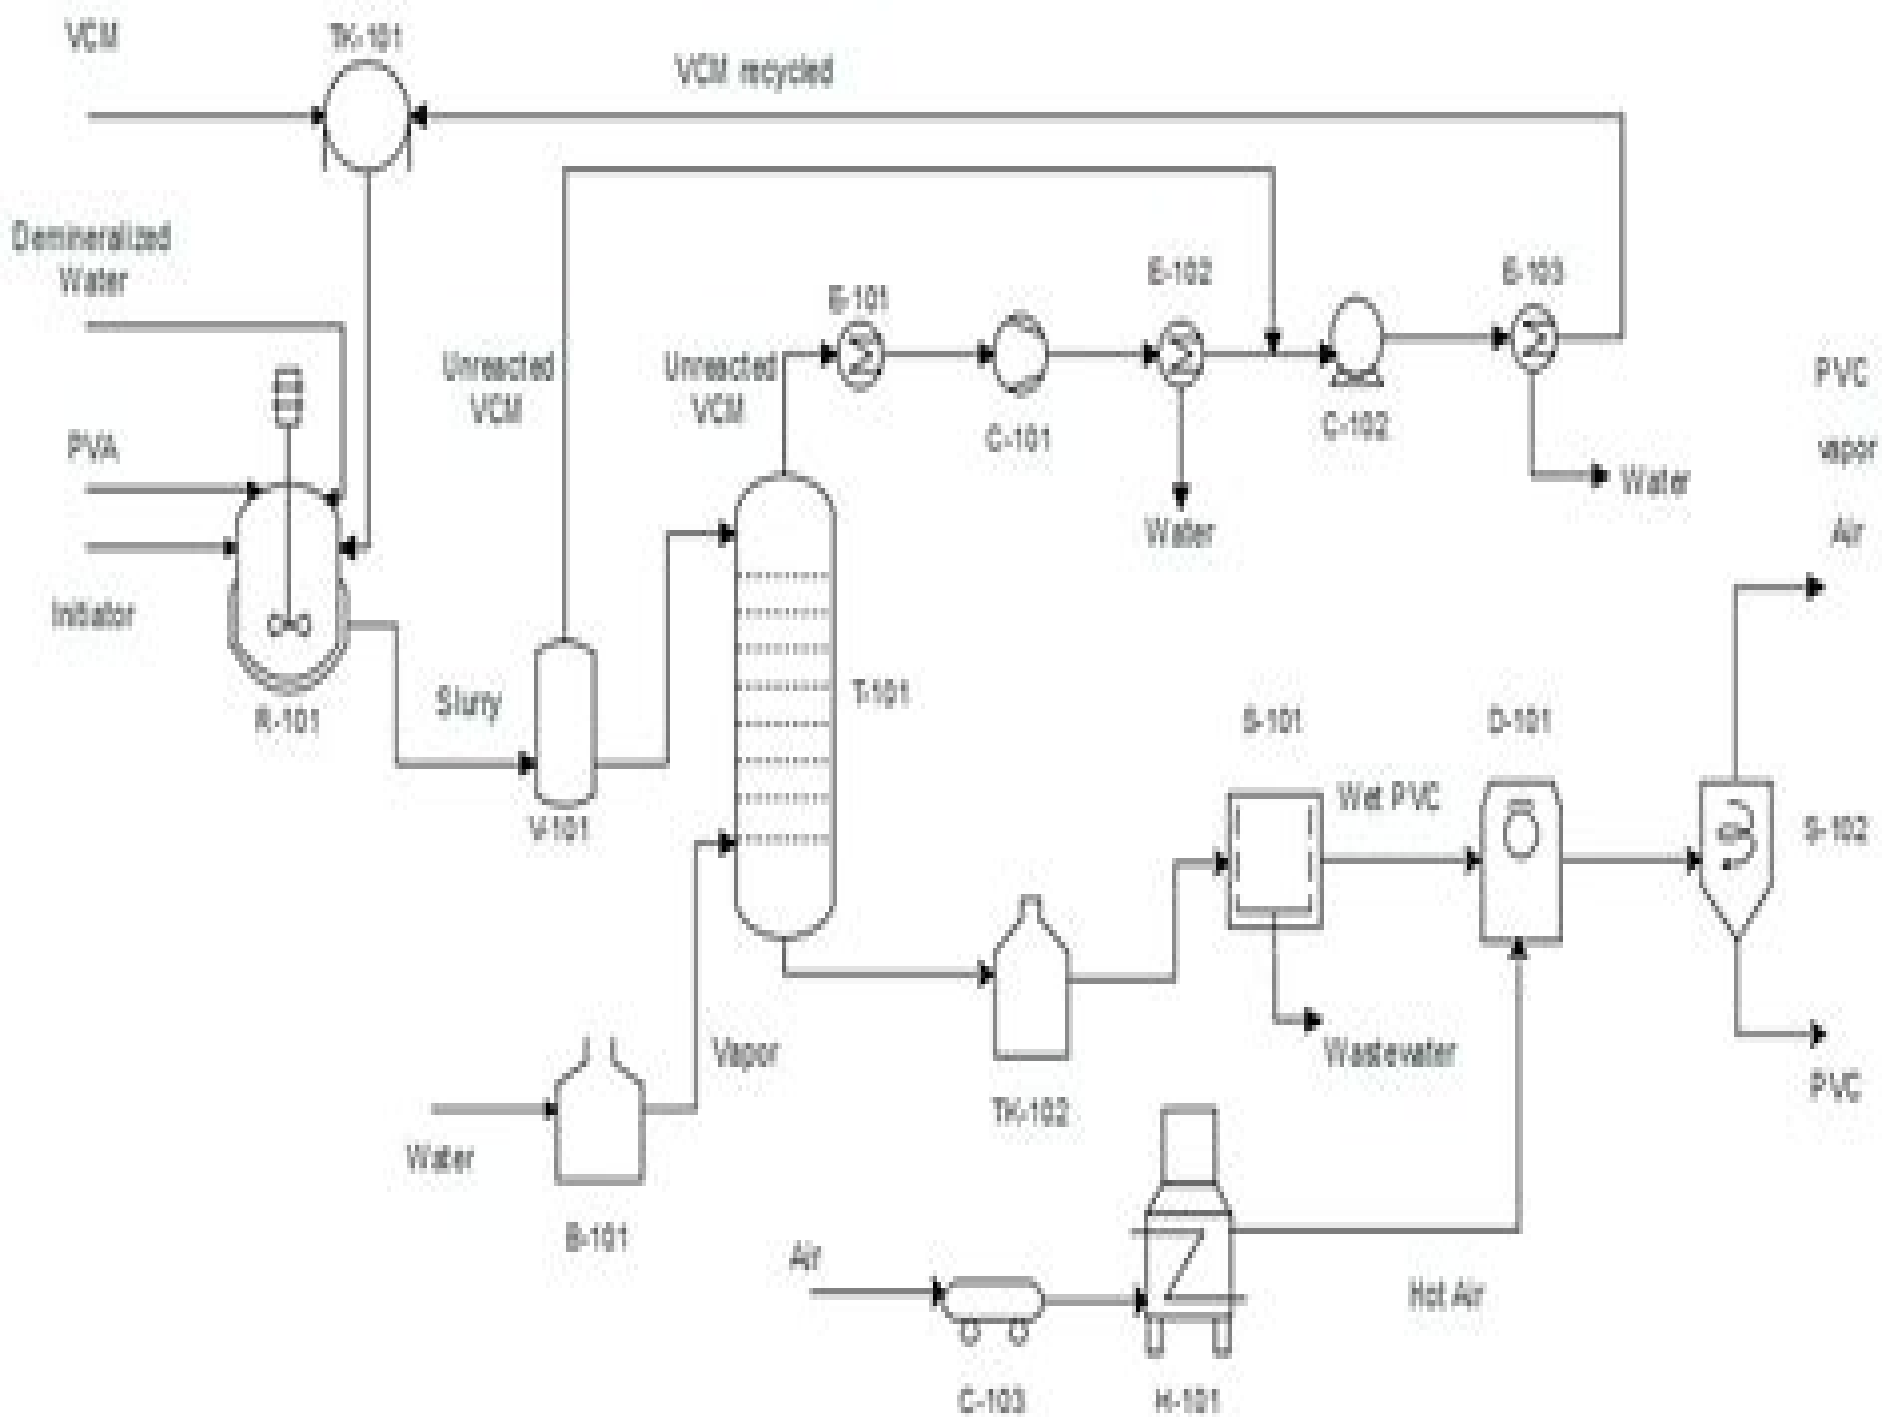 VCM
TK-101
VCM recycled
Demineralized
Water
E-101
E-102
E-103
Unreacted
VCM
Unreacted
VCM
C-101
C-102
PVC
vapor
Air
PVA
Water
Water
Initiator
R-101
Slurry
T-101
S-101
D-101
V-101
Wet PVC
S-102
Vapor
Wastewater
PVC
TK-102
Water
B-101
Air
Hot Air
C-103
H-101